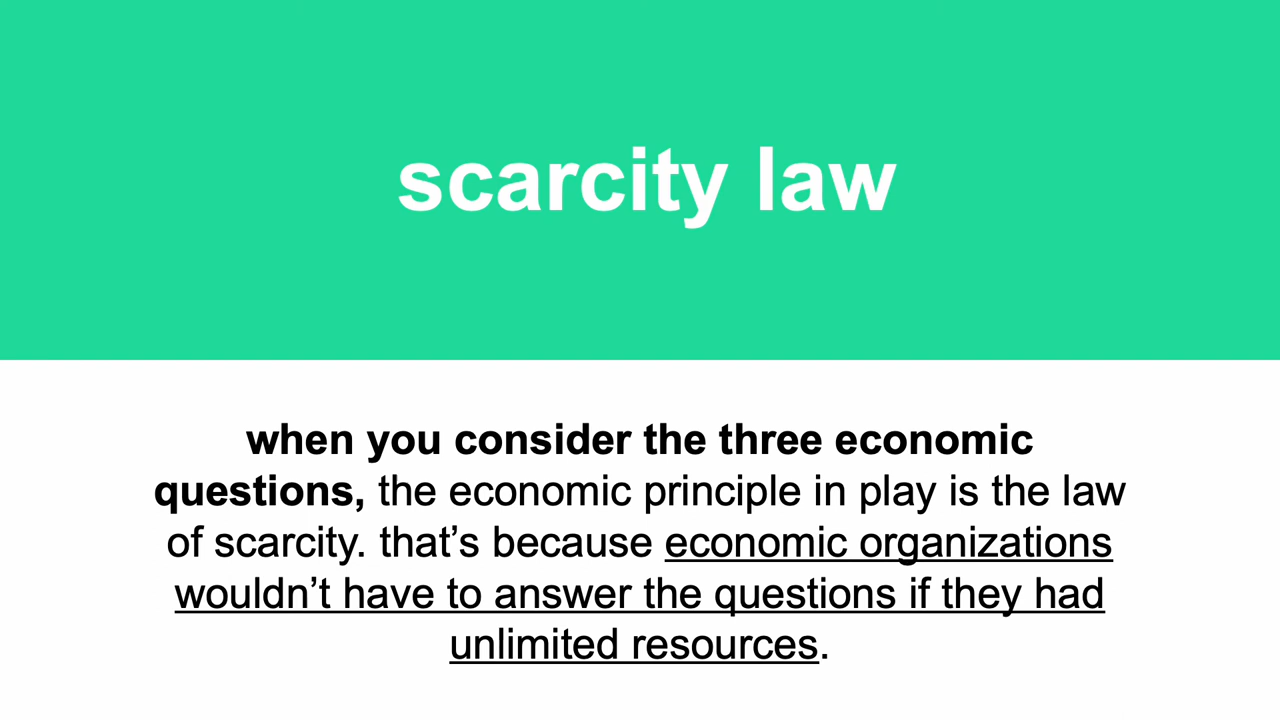 scarcity law
when you consider the three economic
questions, the economic principle in play is the law
of scarcity. that’s because economic organizations
wouldn’t have to answer the questions if they had
unlimited resources.